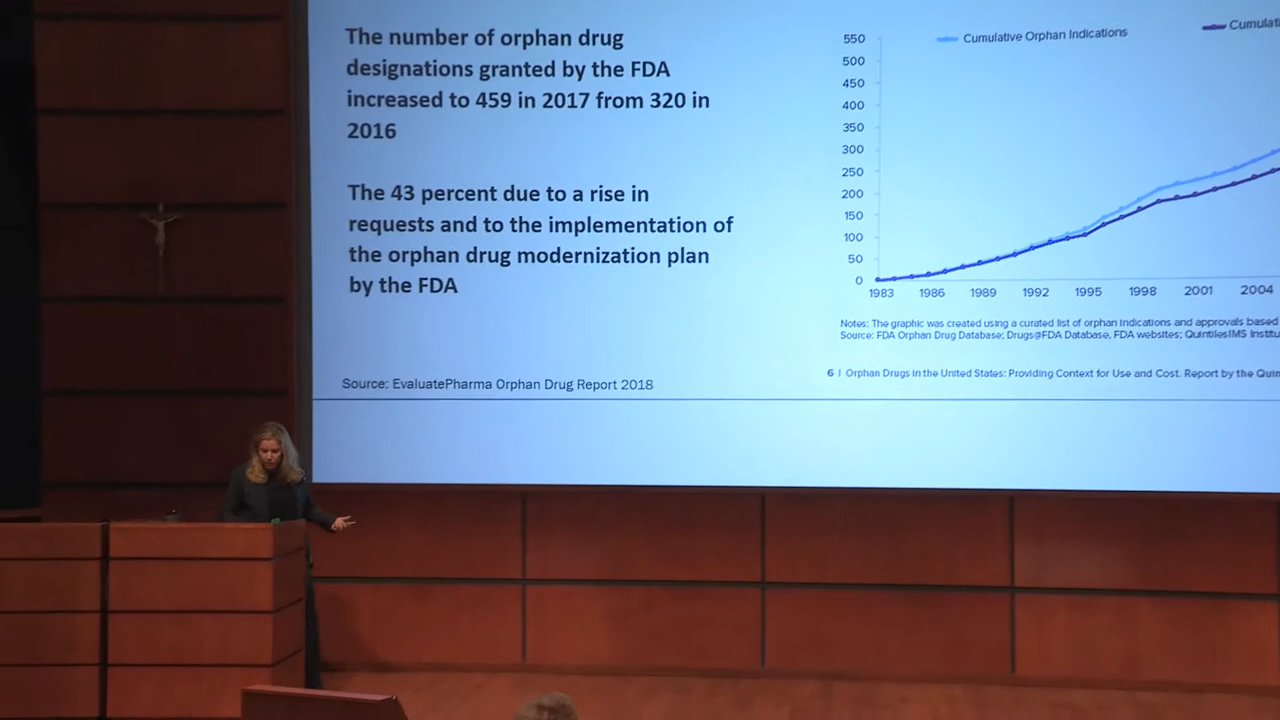 The number of orphan drug
designations granted by the FDA
increased to 459 in 2017 from 320 in
2016
The 43 percent due to a rise in
requests and to the implementation of
the orphan drug modernization plan
by the FDA
Source: EvaluatePharma Orphan Drug Report 2018
Cumulative Orphan Indications
550
500
450
400
350
300
250
200
150
100
50
0
1983 1986 1989 1992 1995 1998 2001 2004
Notes: The graphic was created using a curated list of orphan indications and approvals based
Source: FDA Orphan Drug Database; Drugs@FDA Database, FDA websites; QuintilesIMS
6 | Orphan Drugs in the United States: Providing Context for Use and Cost. Report by the